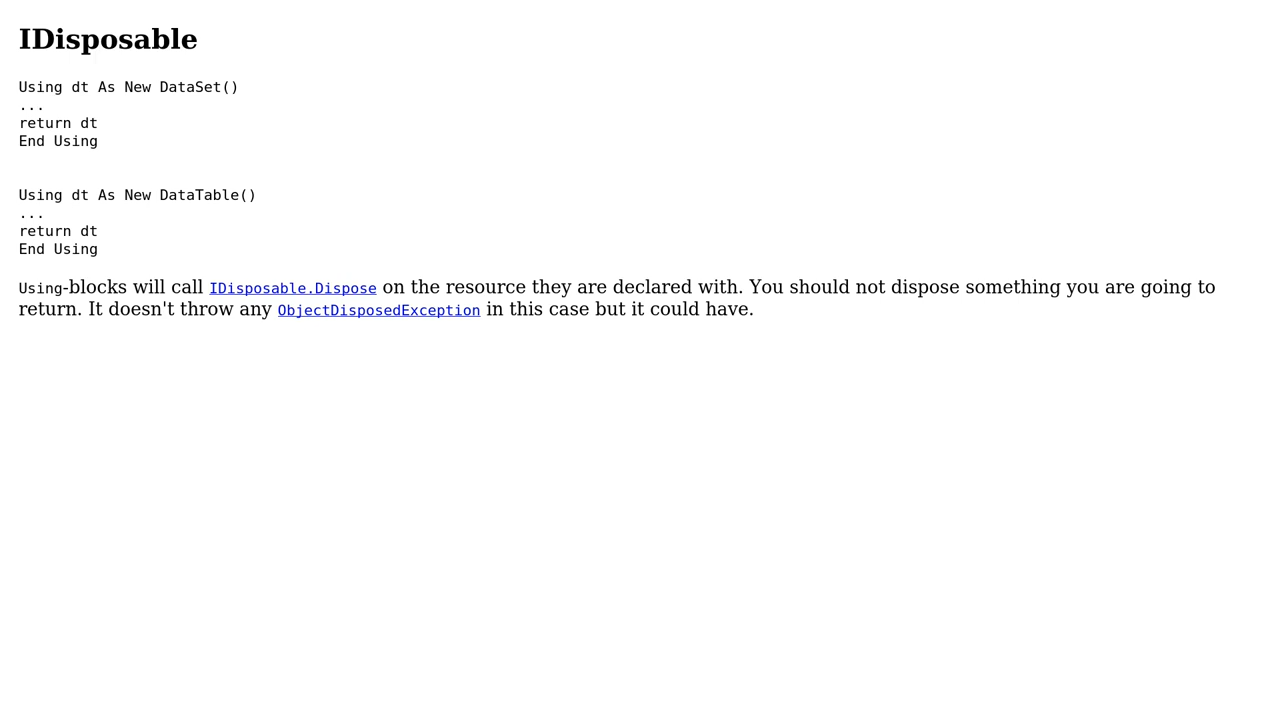 IDisposable
Using dt As New DataSet()
...
return dt
End Using
Using dt As New DataTable()
...
return dt
End Using
Using-blocks will call IDisposable.Dispose on the resource they are declared with. You should not dispose something you are going to
return. It doesn't throw any ObjectDisposedException in this case but it could have.